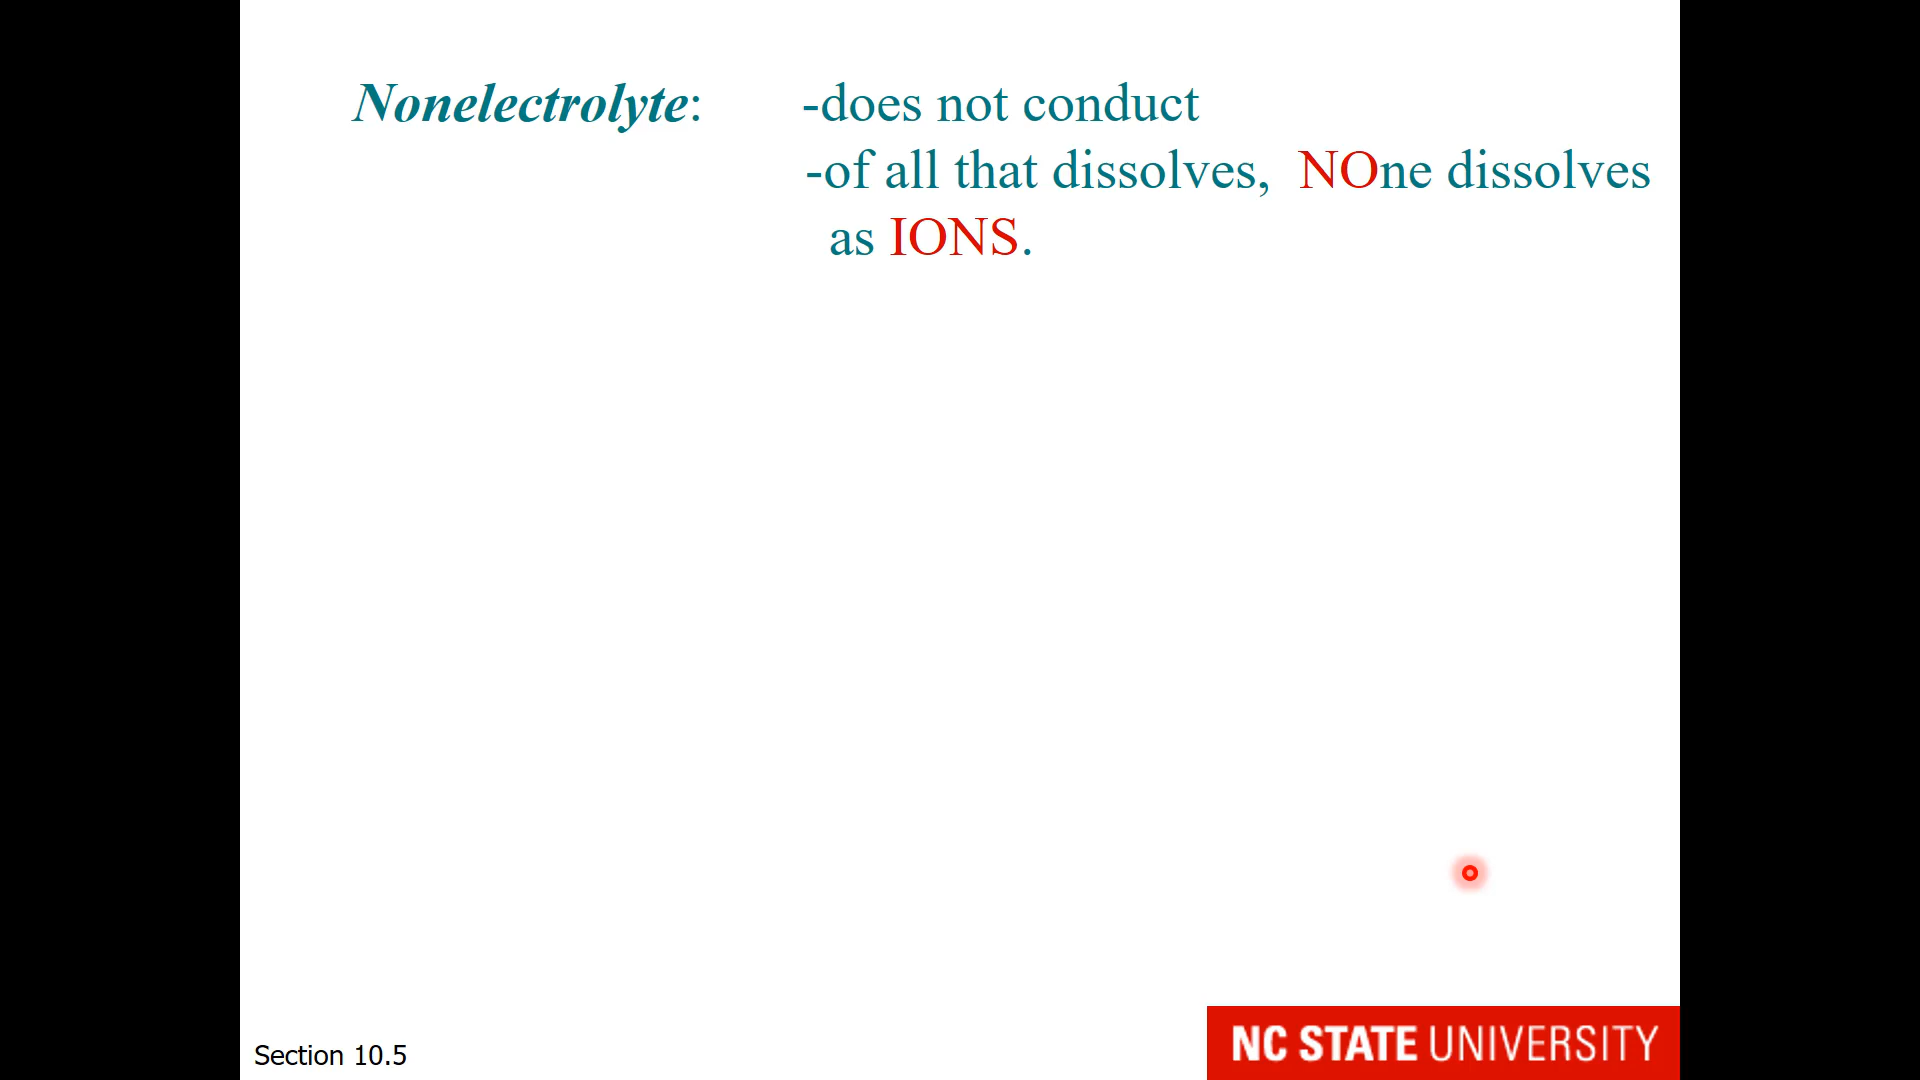 Nonelectrolyte: -does not conduct
-of all that dissolves, NOne dissolves
as IONS.
Section 10.5
NC STATE UNIVERSITY